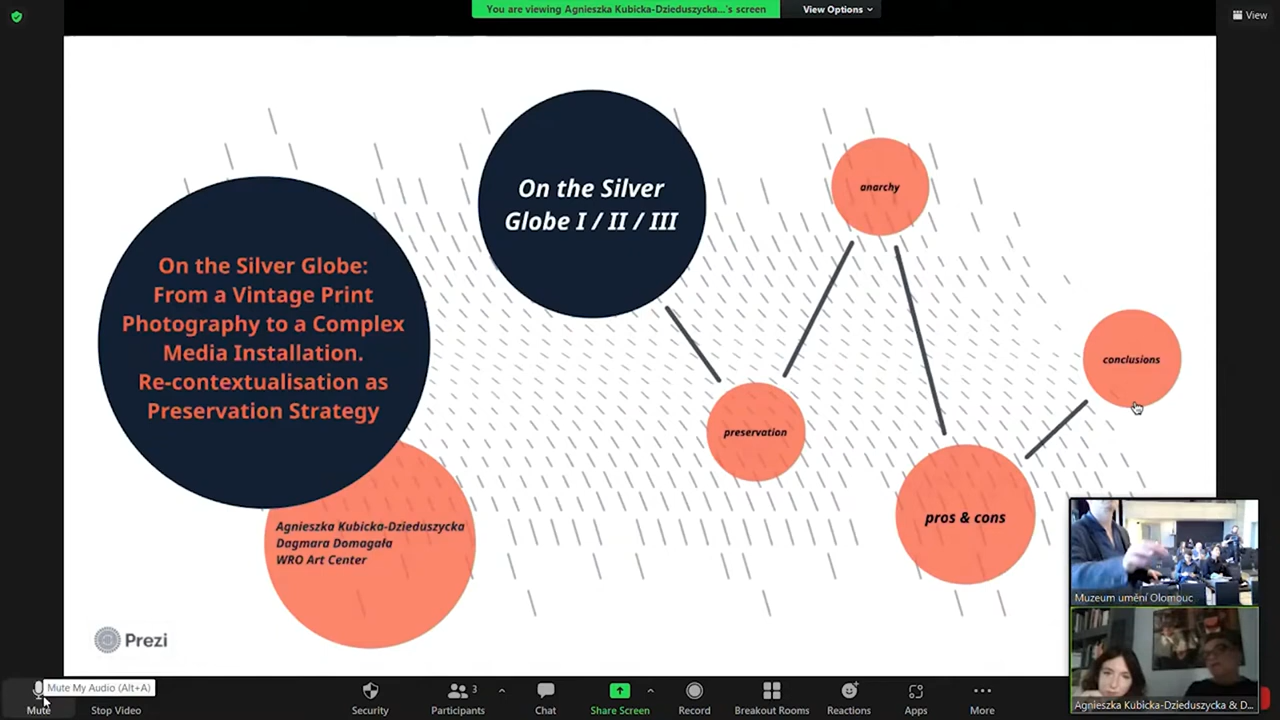 You are viewing Agnieszka Kubicka-Dzieduszycka...'s screen
View Options
View
On the Silver
Globe I / II / III
anarchy
On the Silver Globe:
From a Vintage Print
Photography to a Complex
Media Installation.
Re-contextualisation as
Preservation Strategy
conclusions
preservation
pros & cons
Agnieszka Kubicka-Dzieduszycka
Dagmara Domagała
WRO Art Center
Muzeum umění Olomouc
Prezi
Mute My Audio (Alt+A)
Mute
Stop Video
Security
Participants
3
Chat
Share Screen
Record
Breakout Rooms
Reactions
Apps
More
Agnieszka Kubicka-Dzieduszycka & D...